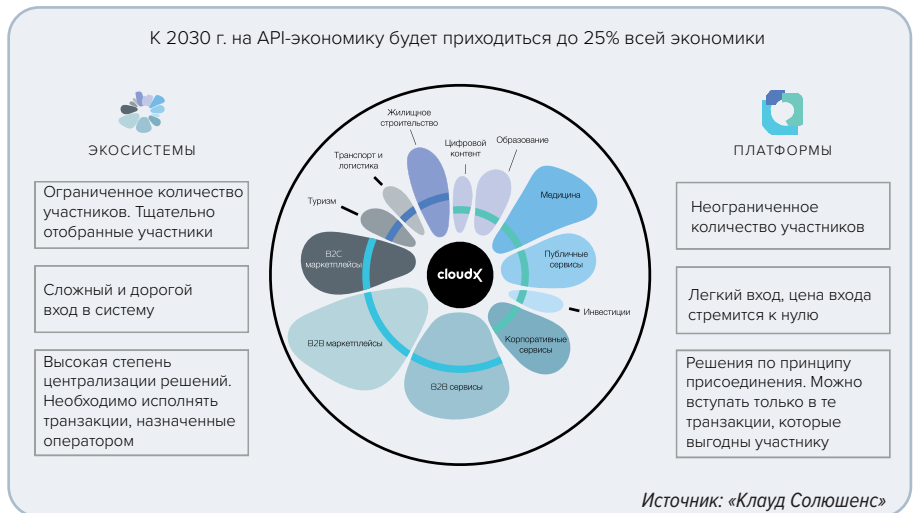 К 2030 г. на API-экономику будет приходиться до 25% всей экономики
ЭКОСИСТЕМЫ
Ограниченное количество
участников. Тщательно
отобранные участники
Сложный и дорогой
вход в систему
Высокая степень
централизации решений.
Необходимо исполнять
транзакции, назначенные
оператором
Жилищное
строительство
Цифровой
контент
Образование
Транспорт и
логистика
Туризм
Медицина
B2C
маркетплейсы
Публичные
сервисы
cloudX
Инвестиции
B2B маркетплейсы
Корпоративные
сервисы
B2B сервисы
ПЛАТФОРМЫ
Неограниченное
количество участников
Легкий вход, цена входа
стремится к нулю
Решения по принципу
присоединения. Можно
вступать только в те
транзакции, которые
выгодны участнику
Источник: «Клауд Солюшенс»